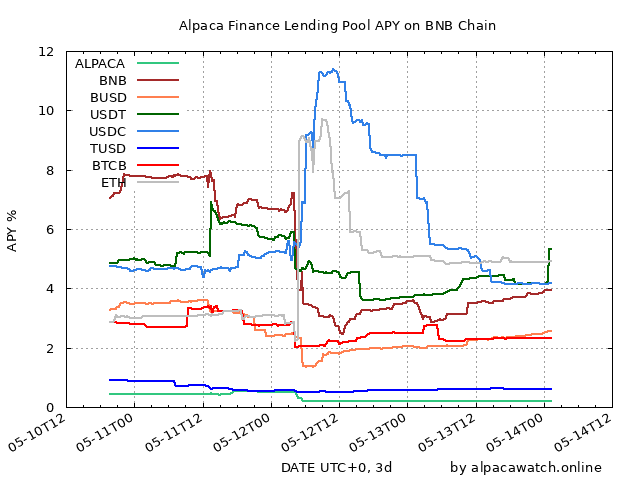 Alpaca Finance Lending Pool APY on BNB Chain
12
10
8
6
4
2
0
APY %
ALPACA
BNB
BUSD
USDT
USDC
TUSD
BTCB
ETH
05-10T12
05-11T00
05-11T12
05-12T00
05-12T12
05-13T00
05-13T12
05-14T00
05-14T12
DATE UTC+0, 3d
by alpacawatch.online